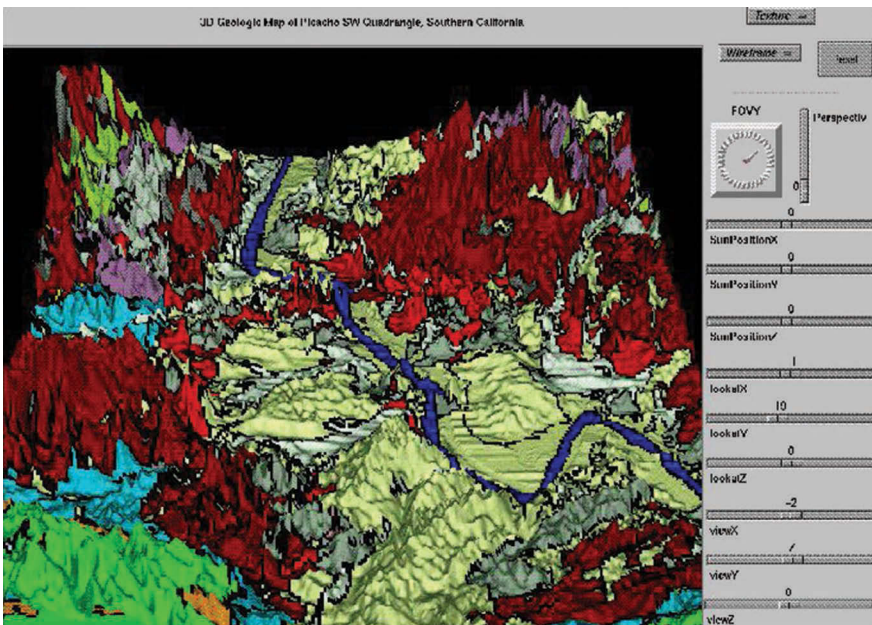 3D Geologic Map of Picacho SW Quadrangle, Southern California
Texture
Wireframe
Reset
FOVY
Perspectiv
0
0
SunPositionX
0
SunPositionY
0
SunPositionZ
1
lookatX
10
lookatY
0
lookatZ
-2
viewX
7
viewY
0
viewZ